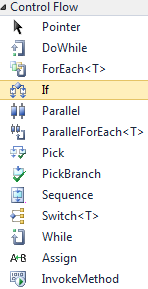 Control Flow
Pointer
DoWhile
ForEach<T>
If
Parallel
ParallelForEach<T>
Pick
PickBranch
Sequence
Switch<T>
While
A+B Assign
InvokeMethod